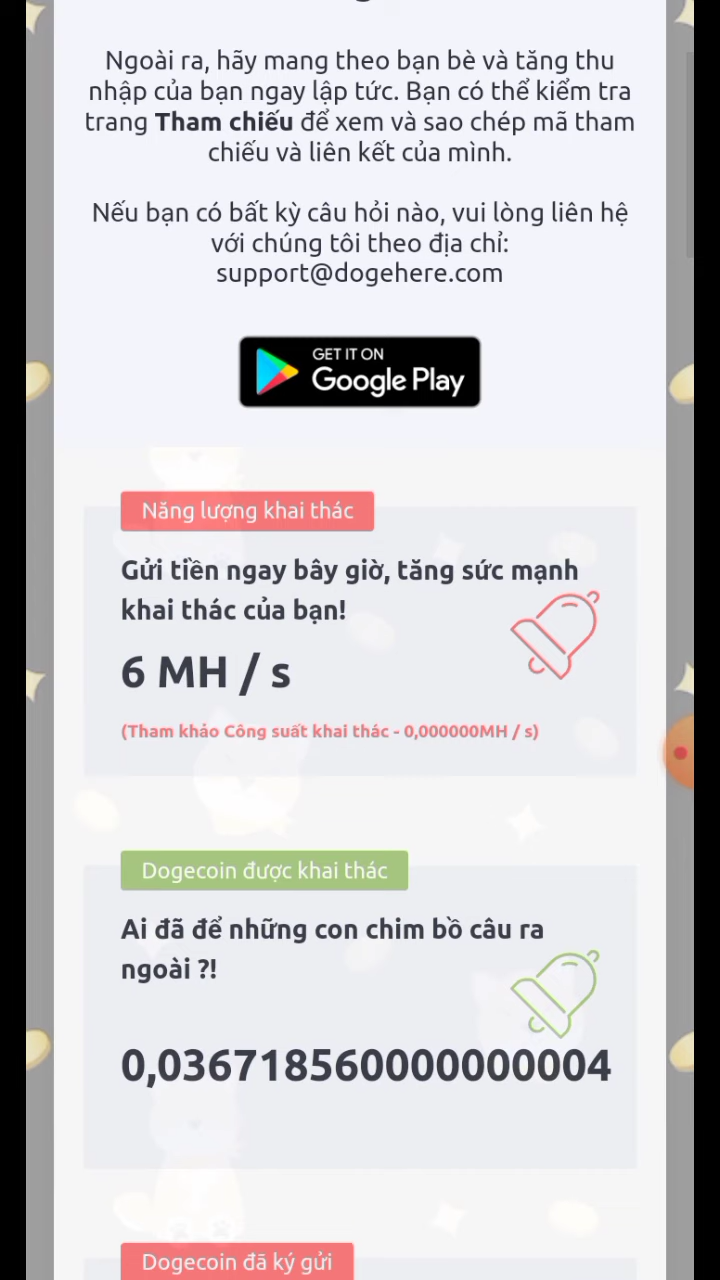 Ngoài ra, hãy mang theo bạn bè và tăng thu
nhập của bạn ngay lập tức. Bạn có thể kiểm tra
trang Tham chiếu để xem và sao chép mã tham
chiếu và liên kết của mình.
Nếu bạn có bất kỳ câu hỏi nào, vui lòng liên hệ
với chúng tôi theo địa chỉ:
support@dogehere.com
GET IT ON
Google Play
Năng lượng khai thác
Gửi tiền ngay bây giờ, tăng sức mạnh
khai thác của bạn!
6 MH / s
(Tham khảo Công suất khai thác - 0,000000MH / s)
Dogecoin được khai thác
Ai đã để những con chim bồ câu ra
ngoài ?!
0,036718560000000004
Dogecoin đã ký gửi